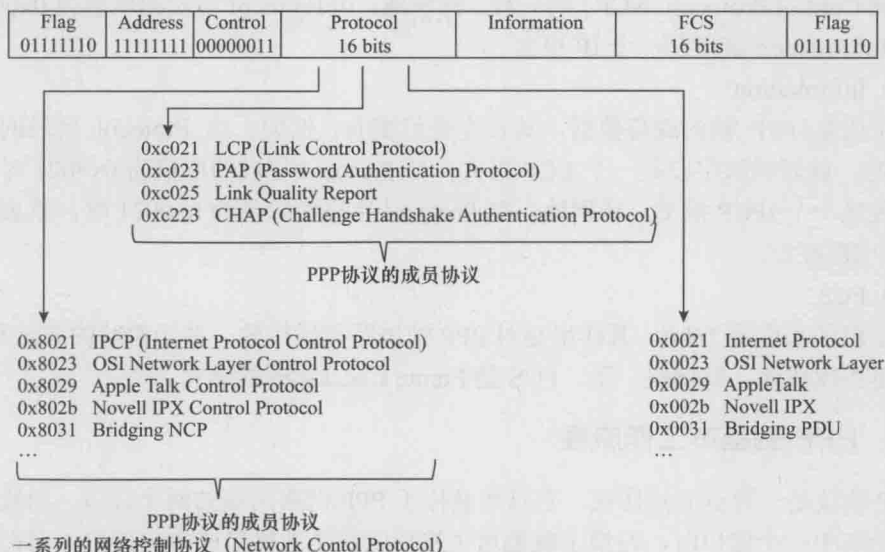 Flag Address Control Protocol Information FCS Flag
01111110 11111111 00000011 16 bits 16 bits 01111110
0xc021 LCP (Link Control Protocol)
0xc023 PAP (Password Authentication Protocol)
0xc025 Link Quality Report
0xc223 CHAP (Challenge Handshake Authentication Protocol)
PPP协议的成员协议
0x8021 IPCP (Internet Protocol Control Protocol)
0x8023 OSI Network Layer Control Protocol
0x8029 Apple Talk Control Protocol
0x802b Novell IPX Control Protocol
0x8031 Bridging NCP
…
0x0021 Internet Protocol
0x0023 OSI Network Layer
0x0029 AppleTalk
0x002b Novell IPX
0x0031 Bridging PDU
…
PPP协议的成员协议
一系列的网络控制协议（Network Contol Protocol）